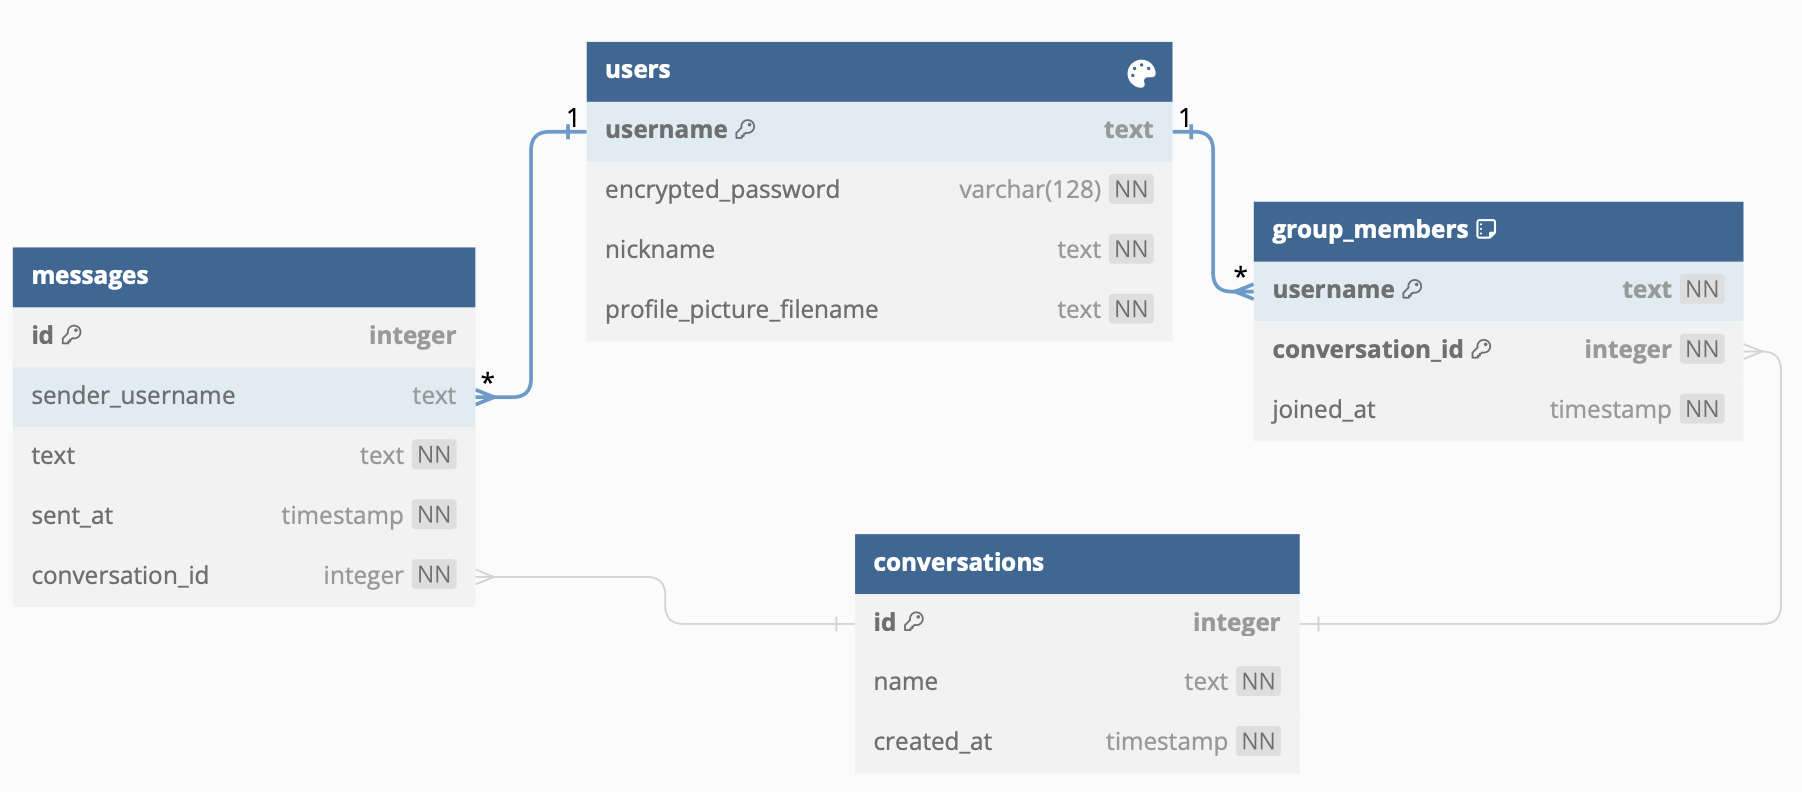 users
1
username text
1
encrypted_password varchar(128) NN
nickname text NN
profile_picture_filename text NN
group_members
*
username text NN
conversation_id integer NN
joined_at timestamp NN
messages
id integer
*
sender_username text
text text NN
sent_at timestamp NN
conversation_id integer NN
conversations
id integer
name text NN
created_at timestamp NN